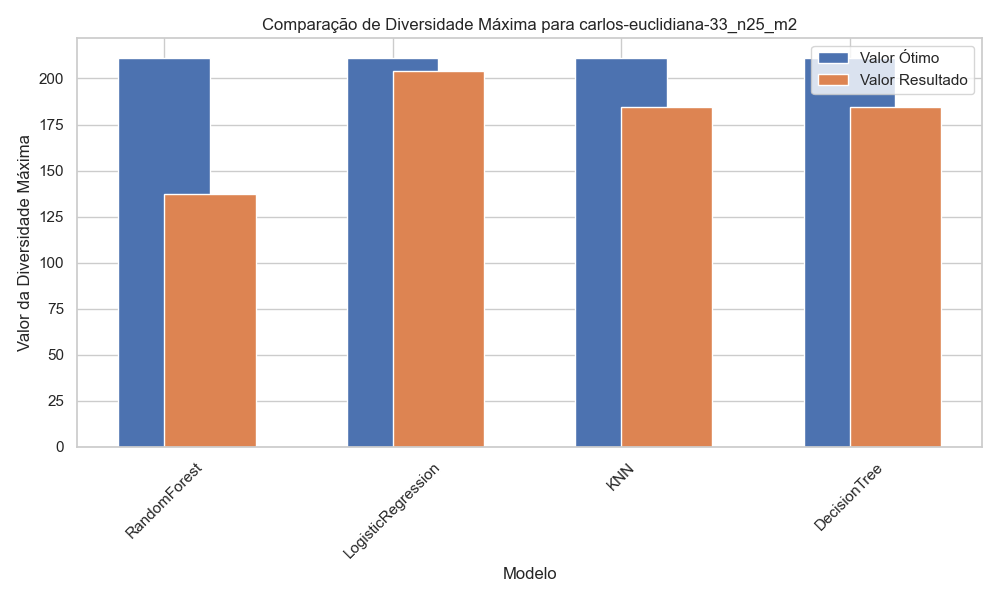 Comparação de Diversidade Máxima para carlos-euclidiana-33_n25_m2
Valor Ótimo
Valor Resultado
Valor da Diversidade Máxima
200
175
150
125
100
75
50
25
0
RandomForest
LogisticRegression
KNN
DecisionTree
Modelo